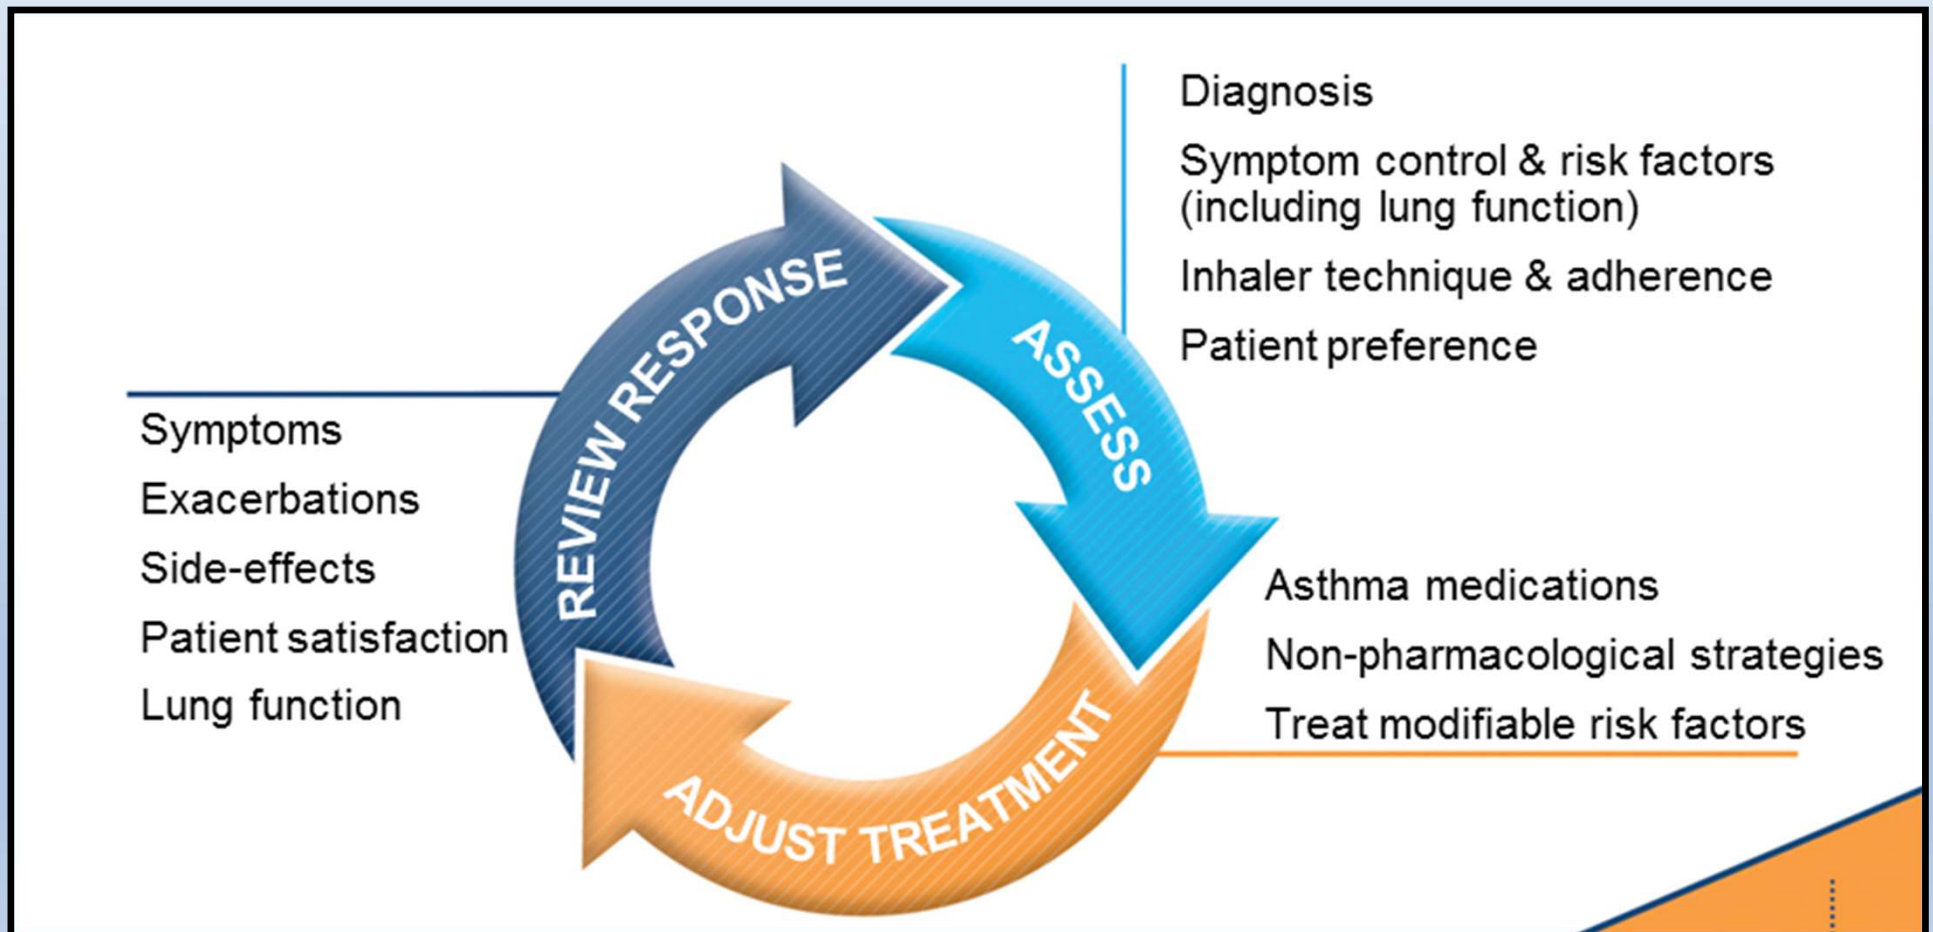 Diagnosis
Symptom control & risk factors
(including lung function)
Inhaler technique & adherence
Patient preference
REVIEW RESPONSE
ASSESS
Symptoms
Exacerbations
Side-effects
Patient satisfaction
Lung function
Asthma medications
Non-pharmacological strategies
Treat modifiable risk factors
ADJUST TREATMENT